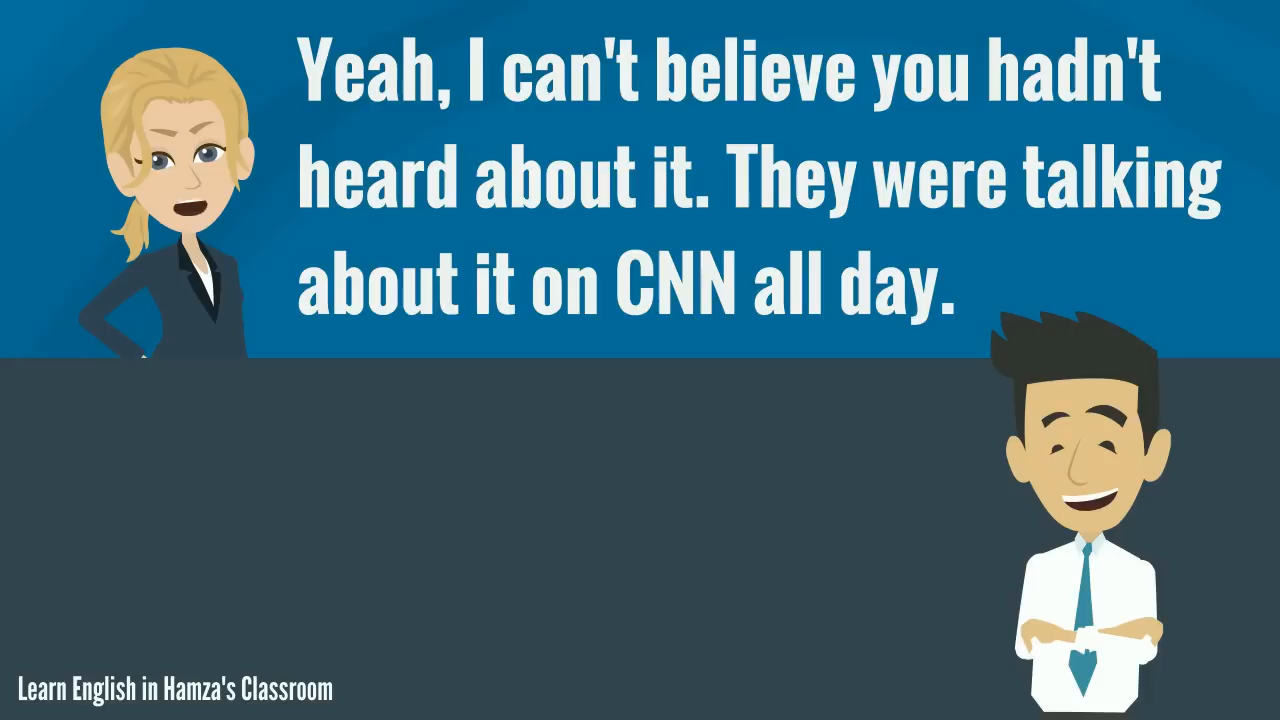 Yeah, I can't believe you hadn't
heard about it. They were talking
about it on CNN all day.
Learn English in Hamza's Classroom